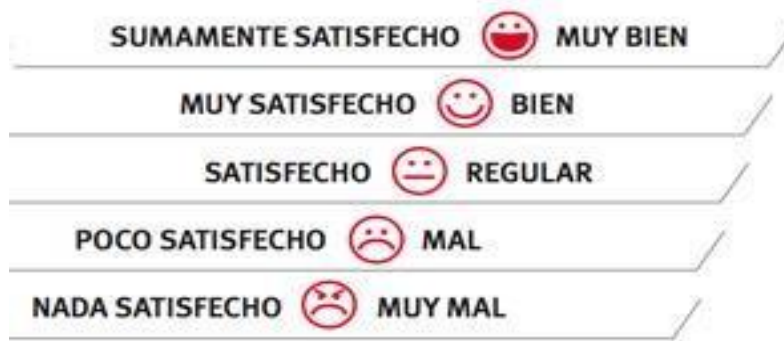 SUMAMENTE SATISFECHO MUY BIEN
MUY SATISFECHO BIEN
SATISFECHO REGULAR
POCO SATISFECHO MAL
NADA SATISFECHO MUY MAL